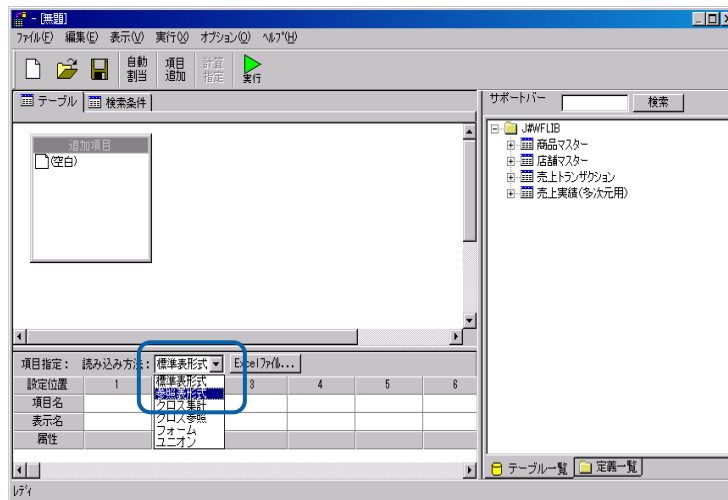 - [無題]
ファイル(F) 編集(E) 表示(V) 実行(X) オプション(O) ヘルプ(H)
自動割当 項目追加 計算指定 実行
テーブル 検索条件
追加項目
(空白)
項目指定： 読み込み方法： 標準表形式 Excelファイル...
設定位置 1 3 4 5 6
項目名
表示名
属性
標準表形式
参照表形式
クロス集計
クロス参照
フォーム
ユニオン
レディ
サポートバー 検索
J#WFLIB
商品マスター
店舗マスター
売上トランザクション
売上実績(多次元用)
テーブル一覧 定義一覧